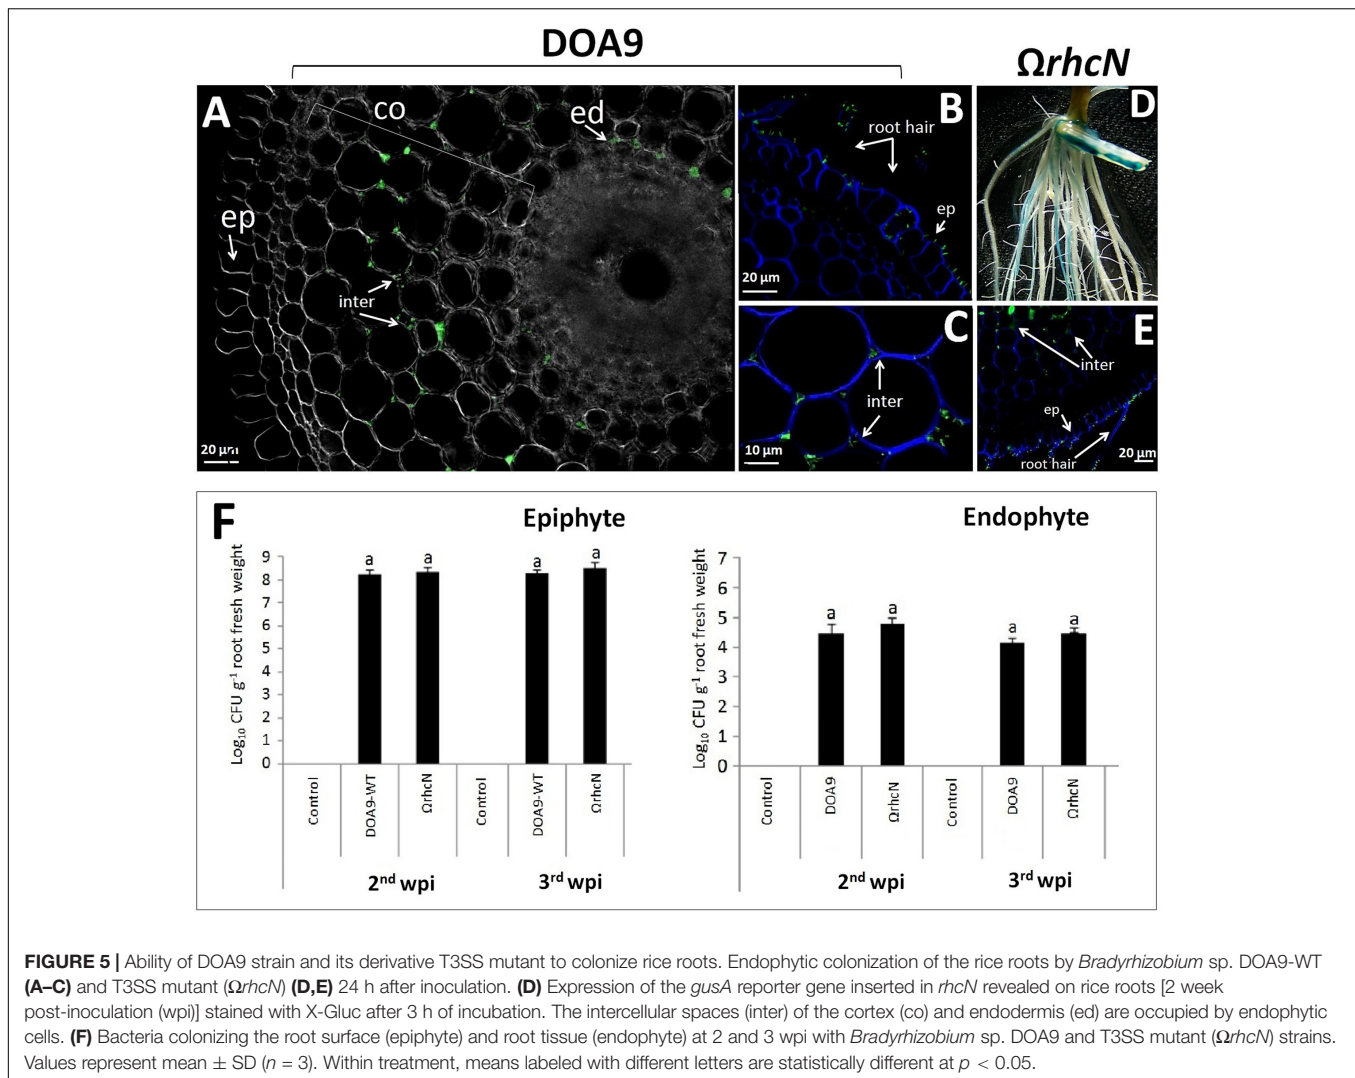 DOA9
ΩrhcN
A
co
ed
ep
inter
20 µm
B
root hair
ep
20 µm
C
inter
10 µm
D
E
inter
ep
root hair
20 µm
F
Epiphyte
Log₁₀ CFU g⁻¹ root fresh weight
9
8
7
6
5
4
3
2
1
0
a
a
a
a
Control
DOA9-WT
ΩrhcN
Control
DOA9-WT
ΩrhcN
2ⁿᵈ wpi
3ʳᵈ wpi
Endophyte
Log₁₀ CFU g⁻¹ root fresh weight
7
6
5
4
3
2
1
0
a
a
a
a
Control
DOA9
ΩrhcN
Control
DOA9
ΩrhcN
2ⁿᵈ wpi
3ʳᵈ wpi
FIGURE 5 | Ability of DOA9 strain and its derivative T3SS mutant to colonize rice roots. Endophytic colonization of the rice roots by Bradyrhizobium sp. DOA9-WT
(A–C) and T3SS mutant (ΩrhcN) (D,E) 24 h after inoculation. (D) Expression of the gusA reporter gene inserted in rhcN revealed on rice roots [2 week
post-inoculation (wpi)] stained with X-Gluc after 3 h of incubation. The intercellular spaces (inter) of the cortex (co) and endodermis (ed) are occupied by endophytic
cells. (F) Bacteria colonizing the root surface (epiphyte) and root tissue (endophyte) at 2 and 3 wpi with Bradyrhizobium sp. DOA9 and T3SS mutant (ΩrhcN) strains.
Values represent mean ± SD (n = 3). Within treatment, means labeled with different letters are statistically different at p < 0.05.